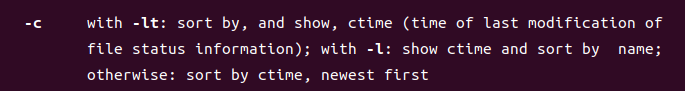 -c with -lt: sort by, and show, ctime (time of last modification of
file status information); with -l: show ctime and sort by name;
otherwise: sort by ctime, newest first